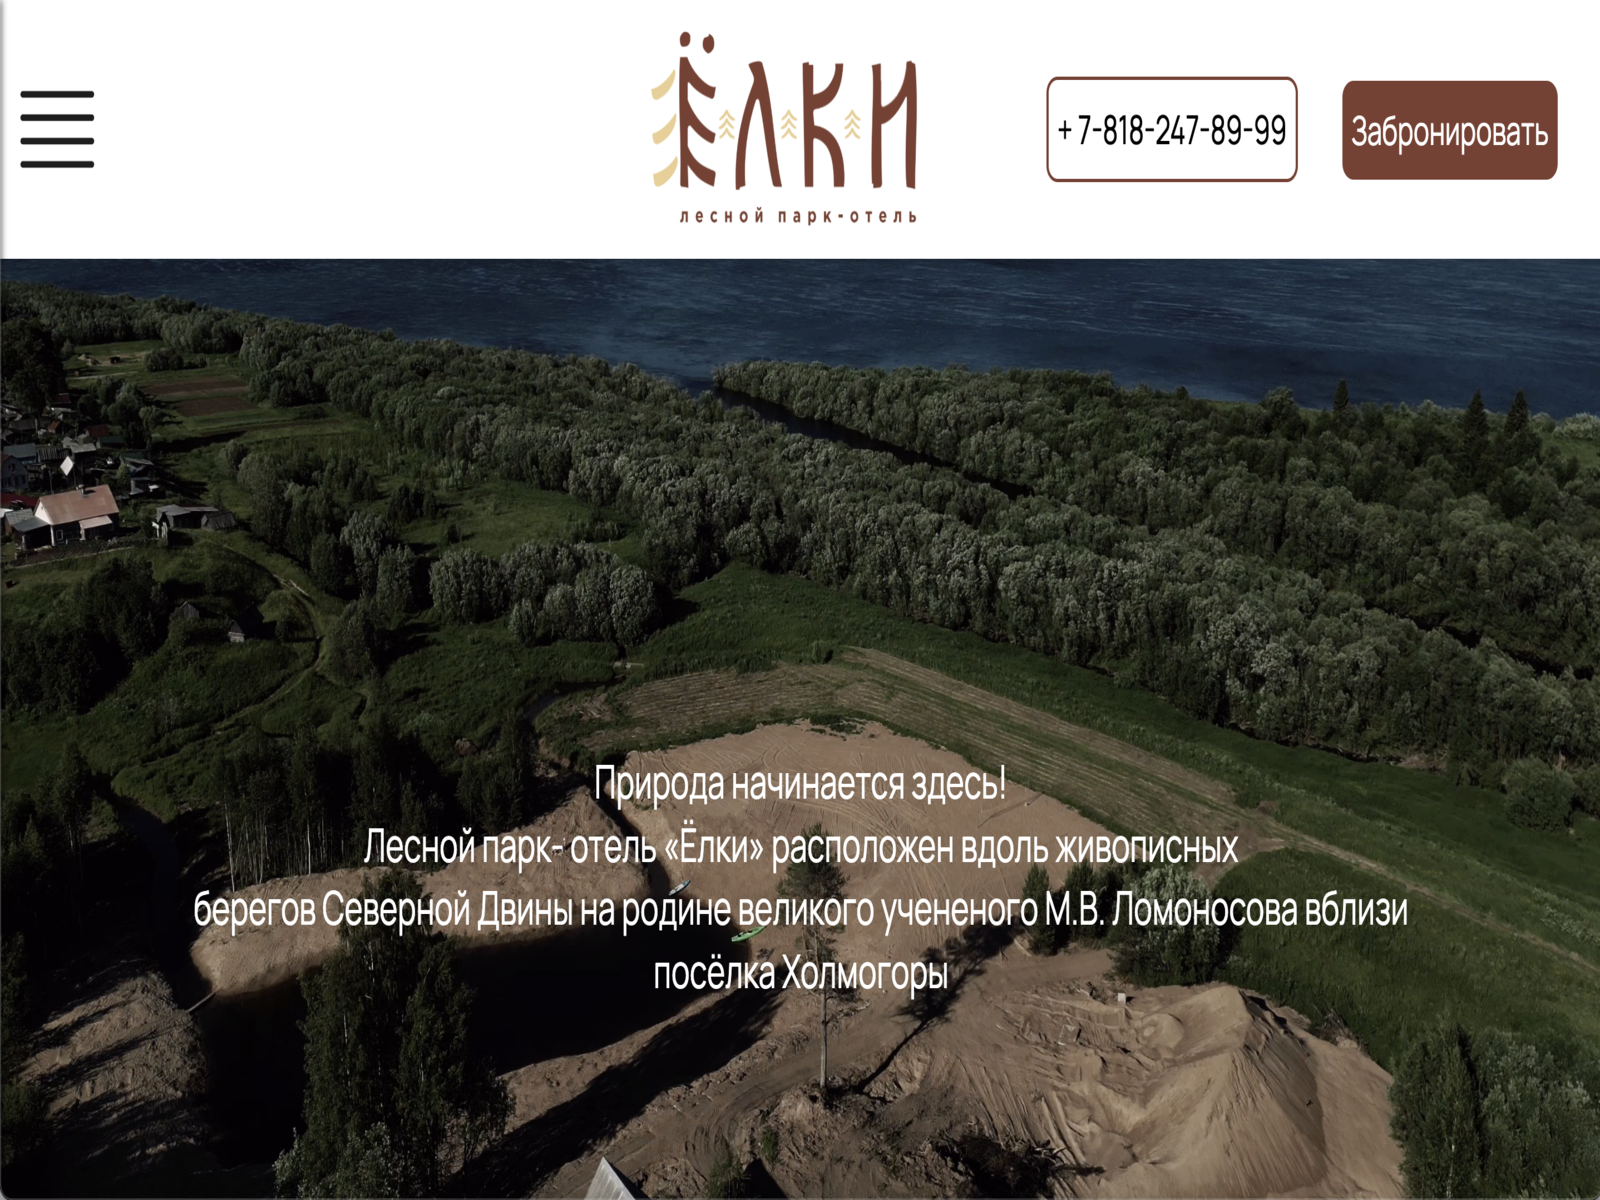 ЁЛКИ
лесной парк-отель
+ 7-818-247-89-99
Забронировать
Природа начинается здесь!
Лесной парк- отель «Ёлки» расположен вдоль живописных
берегов Северной Двины на родине великого учененого М.В. Ломоносова вблизи
посёлка Холмогоры